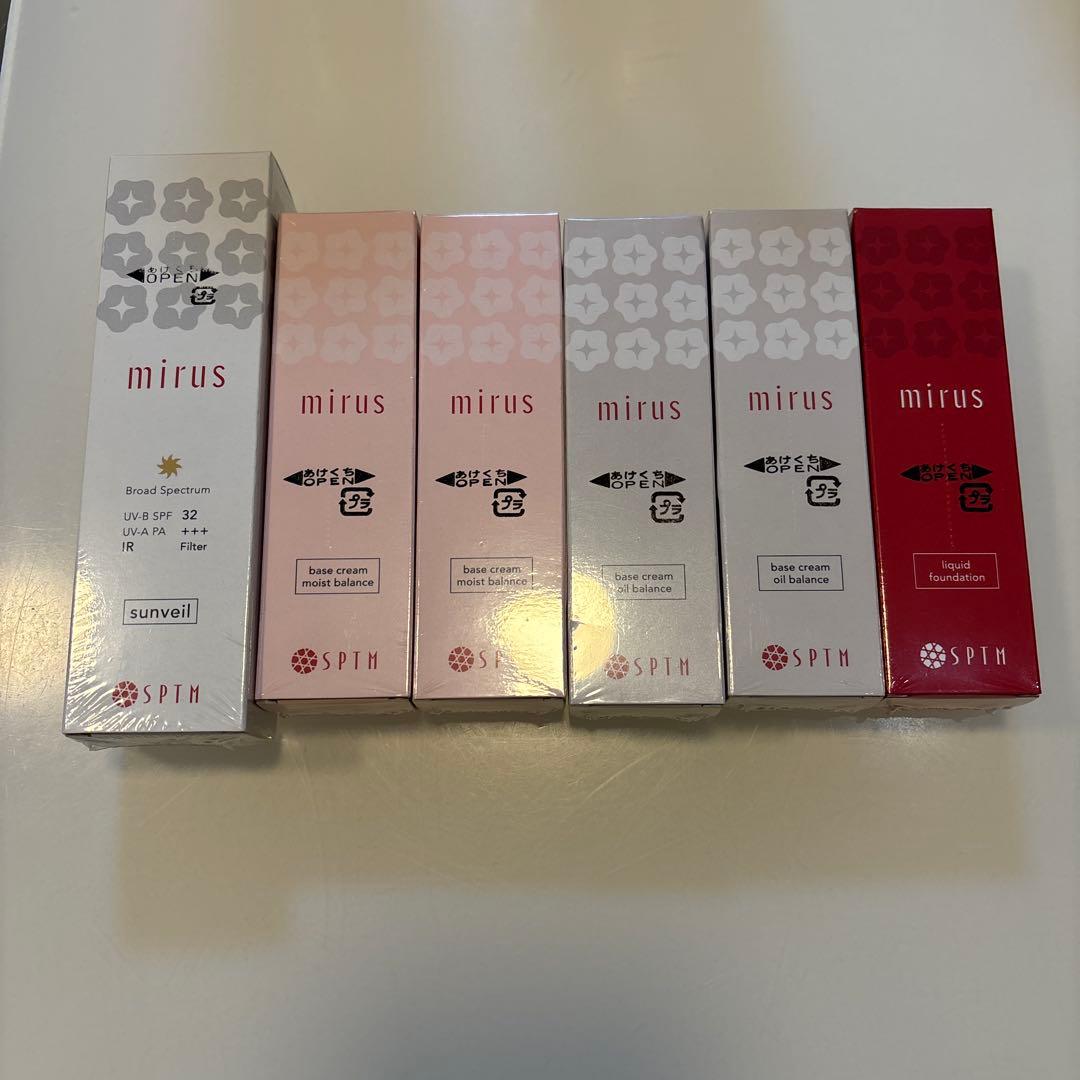 あけくち
OPEN
プラ
mirus
Broad Spectrum
UV-B SPF 32
UV-A PA +++
IR Filter
sunveil
SPTM
mirus
あけくち
OPEN
プラ
base cream
moist balance
SPTM
mirus
あけくち
OPEN
プラ
base cream
moist balance
SPTM
mirus
あけくち
OPEN
プラ
base cream
oil balance
SPTM
mirus
あけくち
OPEN
プラ
base cream
oil balance
SPTM
mirus
あけくち
OPEN
プラ
liquid
foundation
SPTM